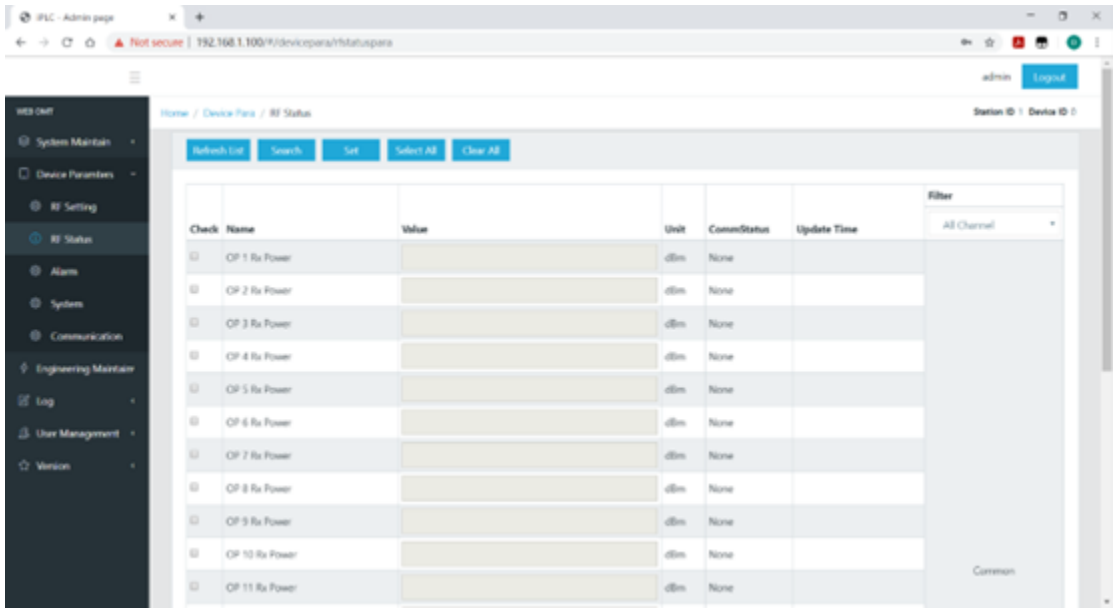 iPLC - Admin page
Not secure | 192.168.1.100/#/devicepara/rfstatuspara
admin Logout
WEB OMT
Home / Device Para / RF Status
Station ID 1 Device ID 0
System Maintain
Refresh List Search Set Select All Clear All
Device Paramters
RF Setting
RF Status
Alarm
System
Communication
Engineering Maintain
Log
User Management
Version
Filter
Check Name Value Unit CommStatus Update Time All Channel
OP 1 Rx Power dBm None
OP 2 Rx Power dBm None
OP 3 Rx Power dBm None
OP 4 Rx Power dBm None
OP 5 Rx Power dBm None
OP 6 Rx Power dBm None
OP 7 Rx Power dBm None
OP 8 Rx Power dBm None
OP 9 Rx Power dBm None
OP 10 Rx Power dBm None
Common
OP 11 Rx Power dBm None